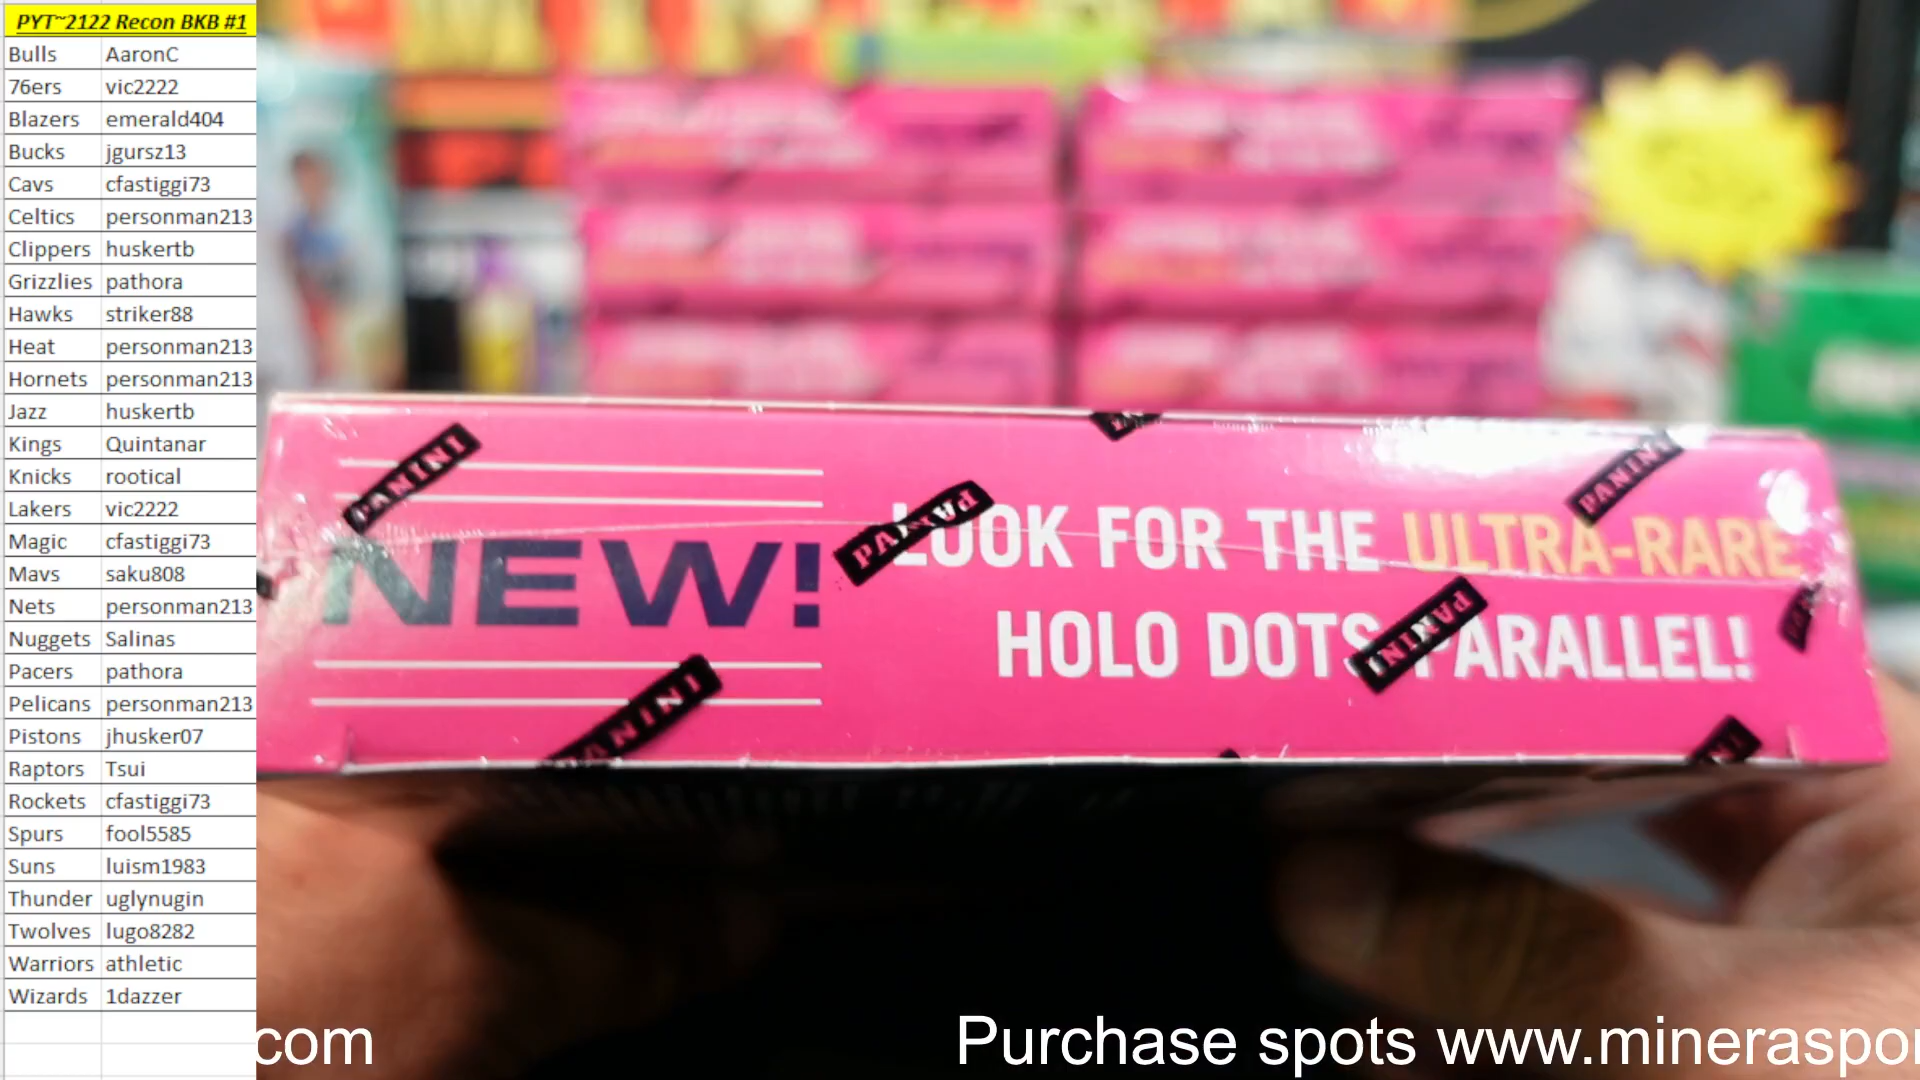 PYT~2122 Recon BKB #1
Bulls AaronC
76ers vic2222
Blazers emerald404
Bucks jgursz13
Cavs cfastiggi73
Celtics personman213
Clippers huskertb
Grizzlies pathora
Hawks striker88
Heat personman213
Hornets personman213
Jazz huskertb
Kings Quintanar
Knicks rootical
Lakers vic2222
Magic cfastiggi73
Mavs saku808
Nets personman213
Nuggets Salinas
Pacers pathora
Pelicans personman213
Pistons jhusker07
Raptors Tsui
Rockets cfastiggi73
Spurs fool5585
Suns luism1983
Thunder uglynugin
Twolves lugo8282
Warriors athletic
Wizards 1dazzer
PANINI
PANINI
PANINI
NEW!
LOOK FOR THE ULTRA-RARE
HOLO DOTS PARALLEL!
PANINI
PANINI
com Purchase spots www.mineraspor